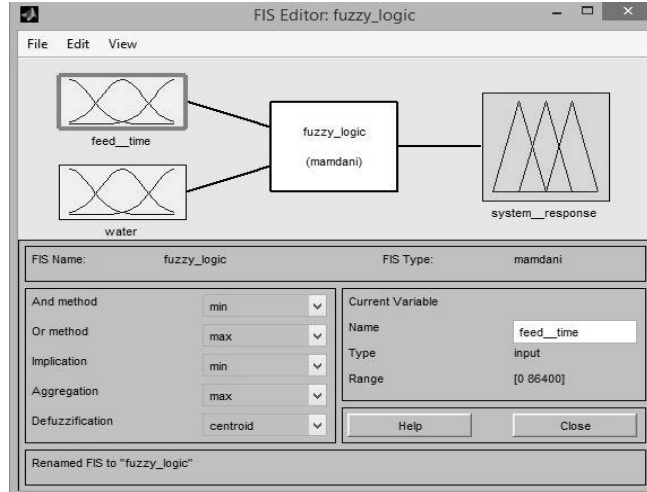 FIS Editor: fuzzy_logic
File Edit View
feed__time
water
fuzzy_logic
(mamdani)
system__response
FIS Name: fuzzy_logic FIS Type: mamdani
And method min
Or method max
Implication min
Aggregation max
Defuzzification centroid
Current Variable
Name feed__time
Type input
Range [0 86400]
Help Close
Renamed FIS to "fuzzy_logic"